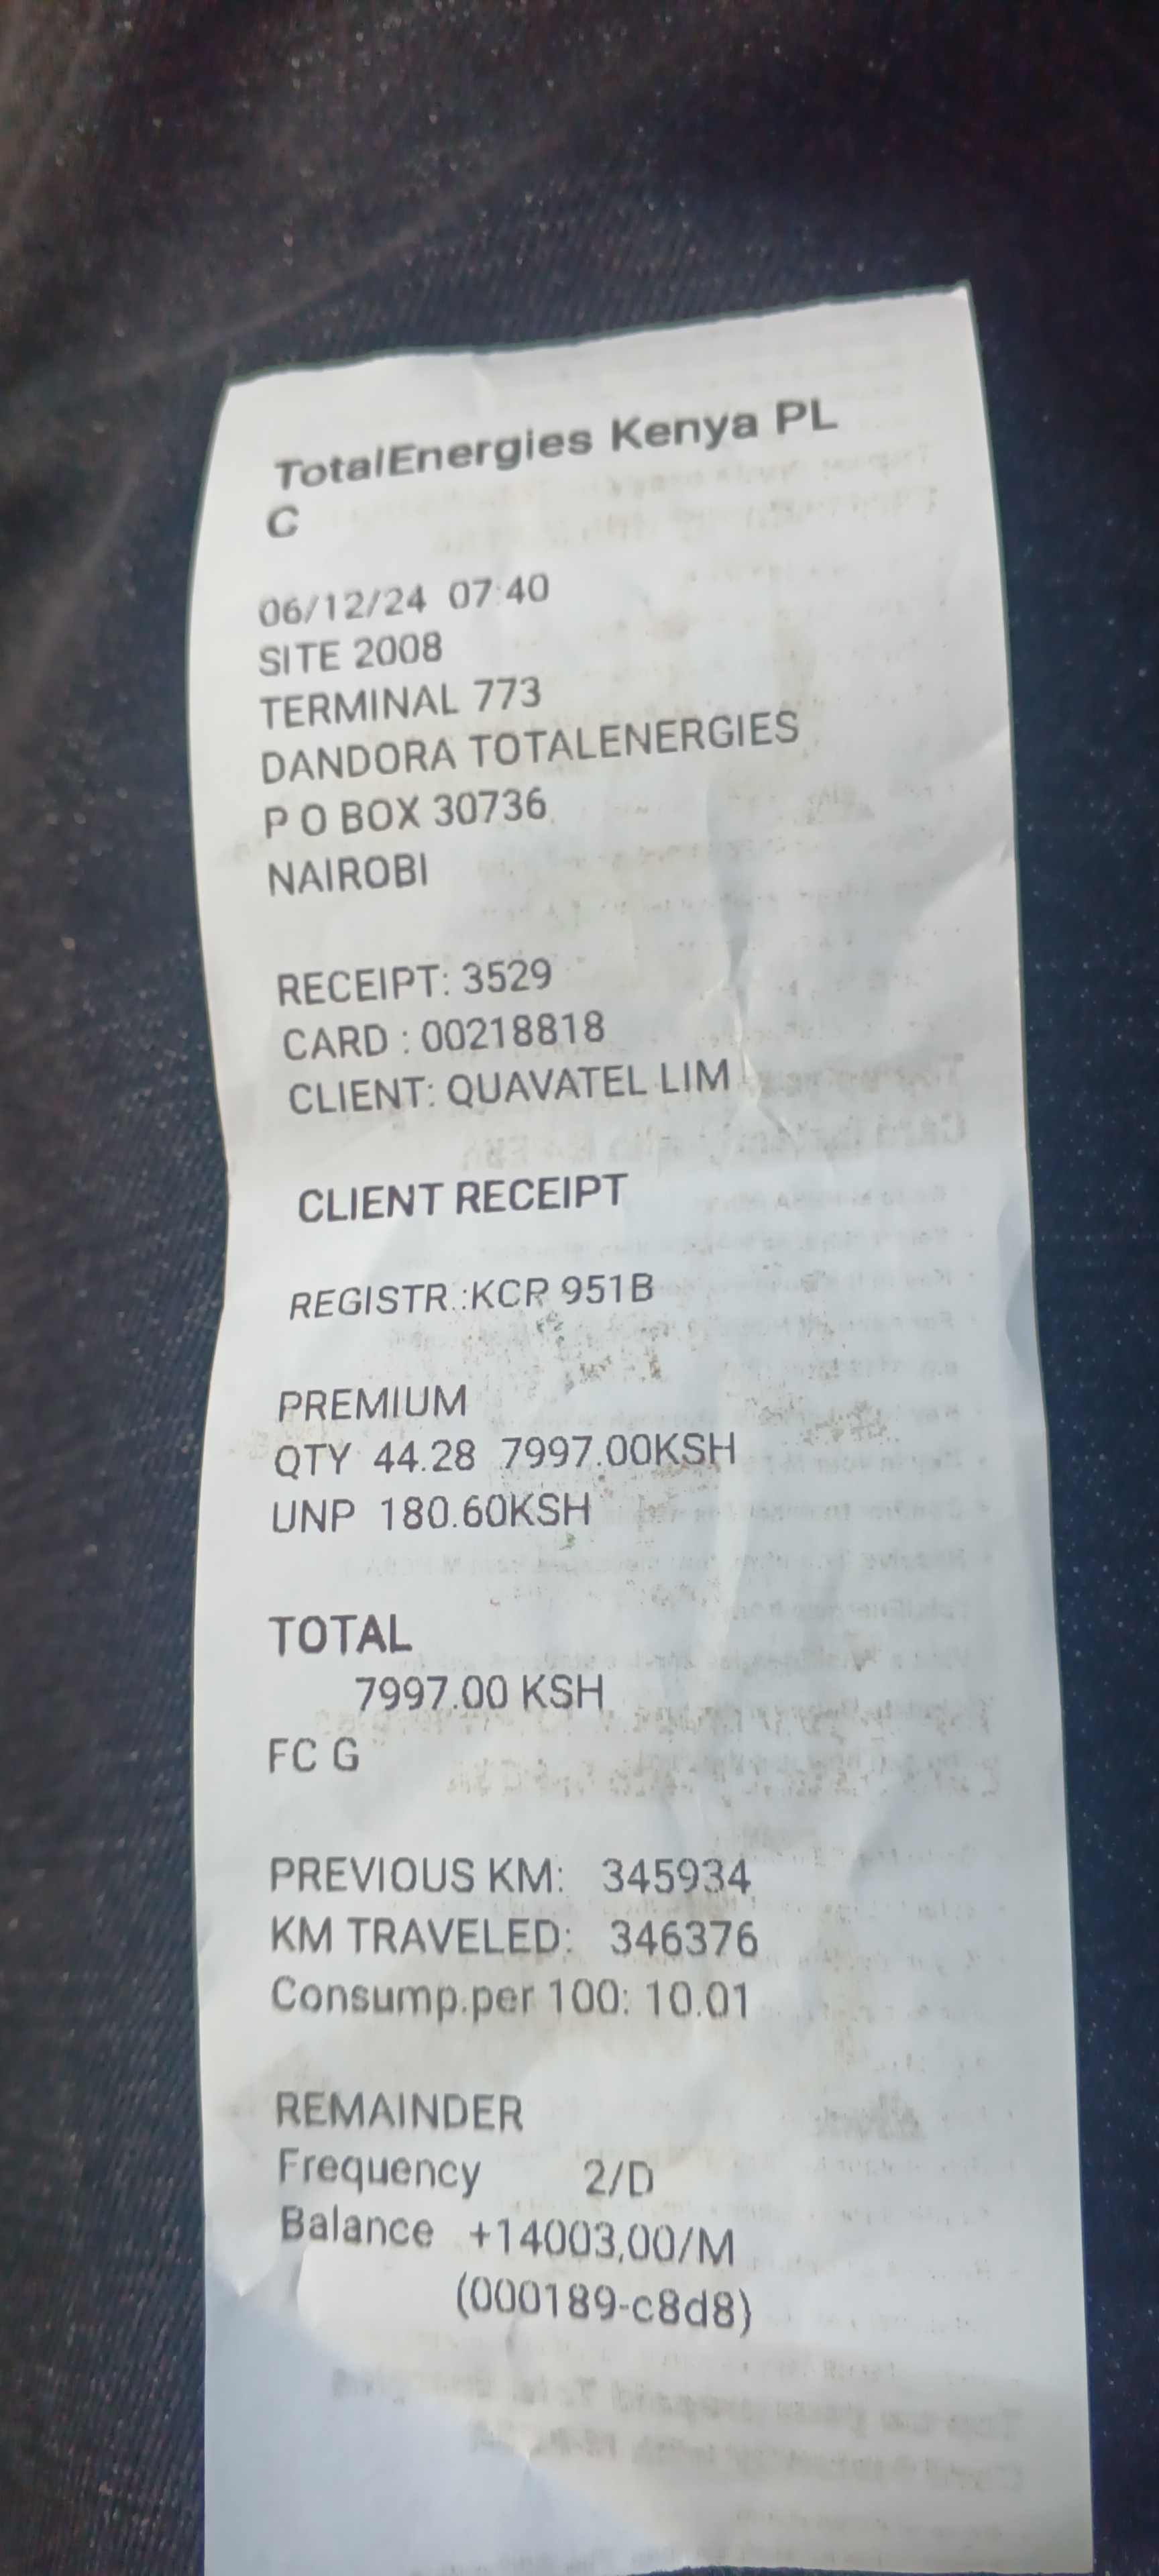 TotalEnergies Kenya PL
C
06/12/24 07:40
SITE 2008
TERMINAL 773
DANDORA TOTALENERGIES
P O BOX 30736
NAIROBI
RECEIPT: 3529
CARD : 00218818
CLIENT: QUAVATEL LIM
CLIENT RECEIPT
REGISTR.:KCP 951B
PREMIUM
QTY 44.28 7997.00KSH
UNP 180.60KSH
TOTAL
7997.00 KSH
FC G
PREVIOUS KM: 345934
KM TRAVELED: 346376
Consump.per 100: 10.01
REMAINDER
Frequency 2/D
Balance +14003,00/M
(000189-c8d8)